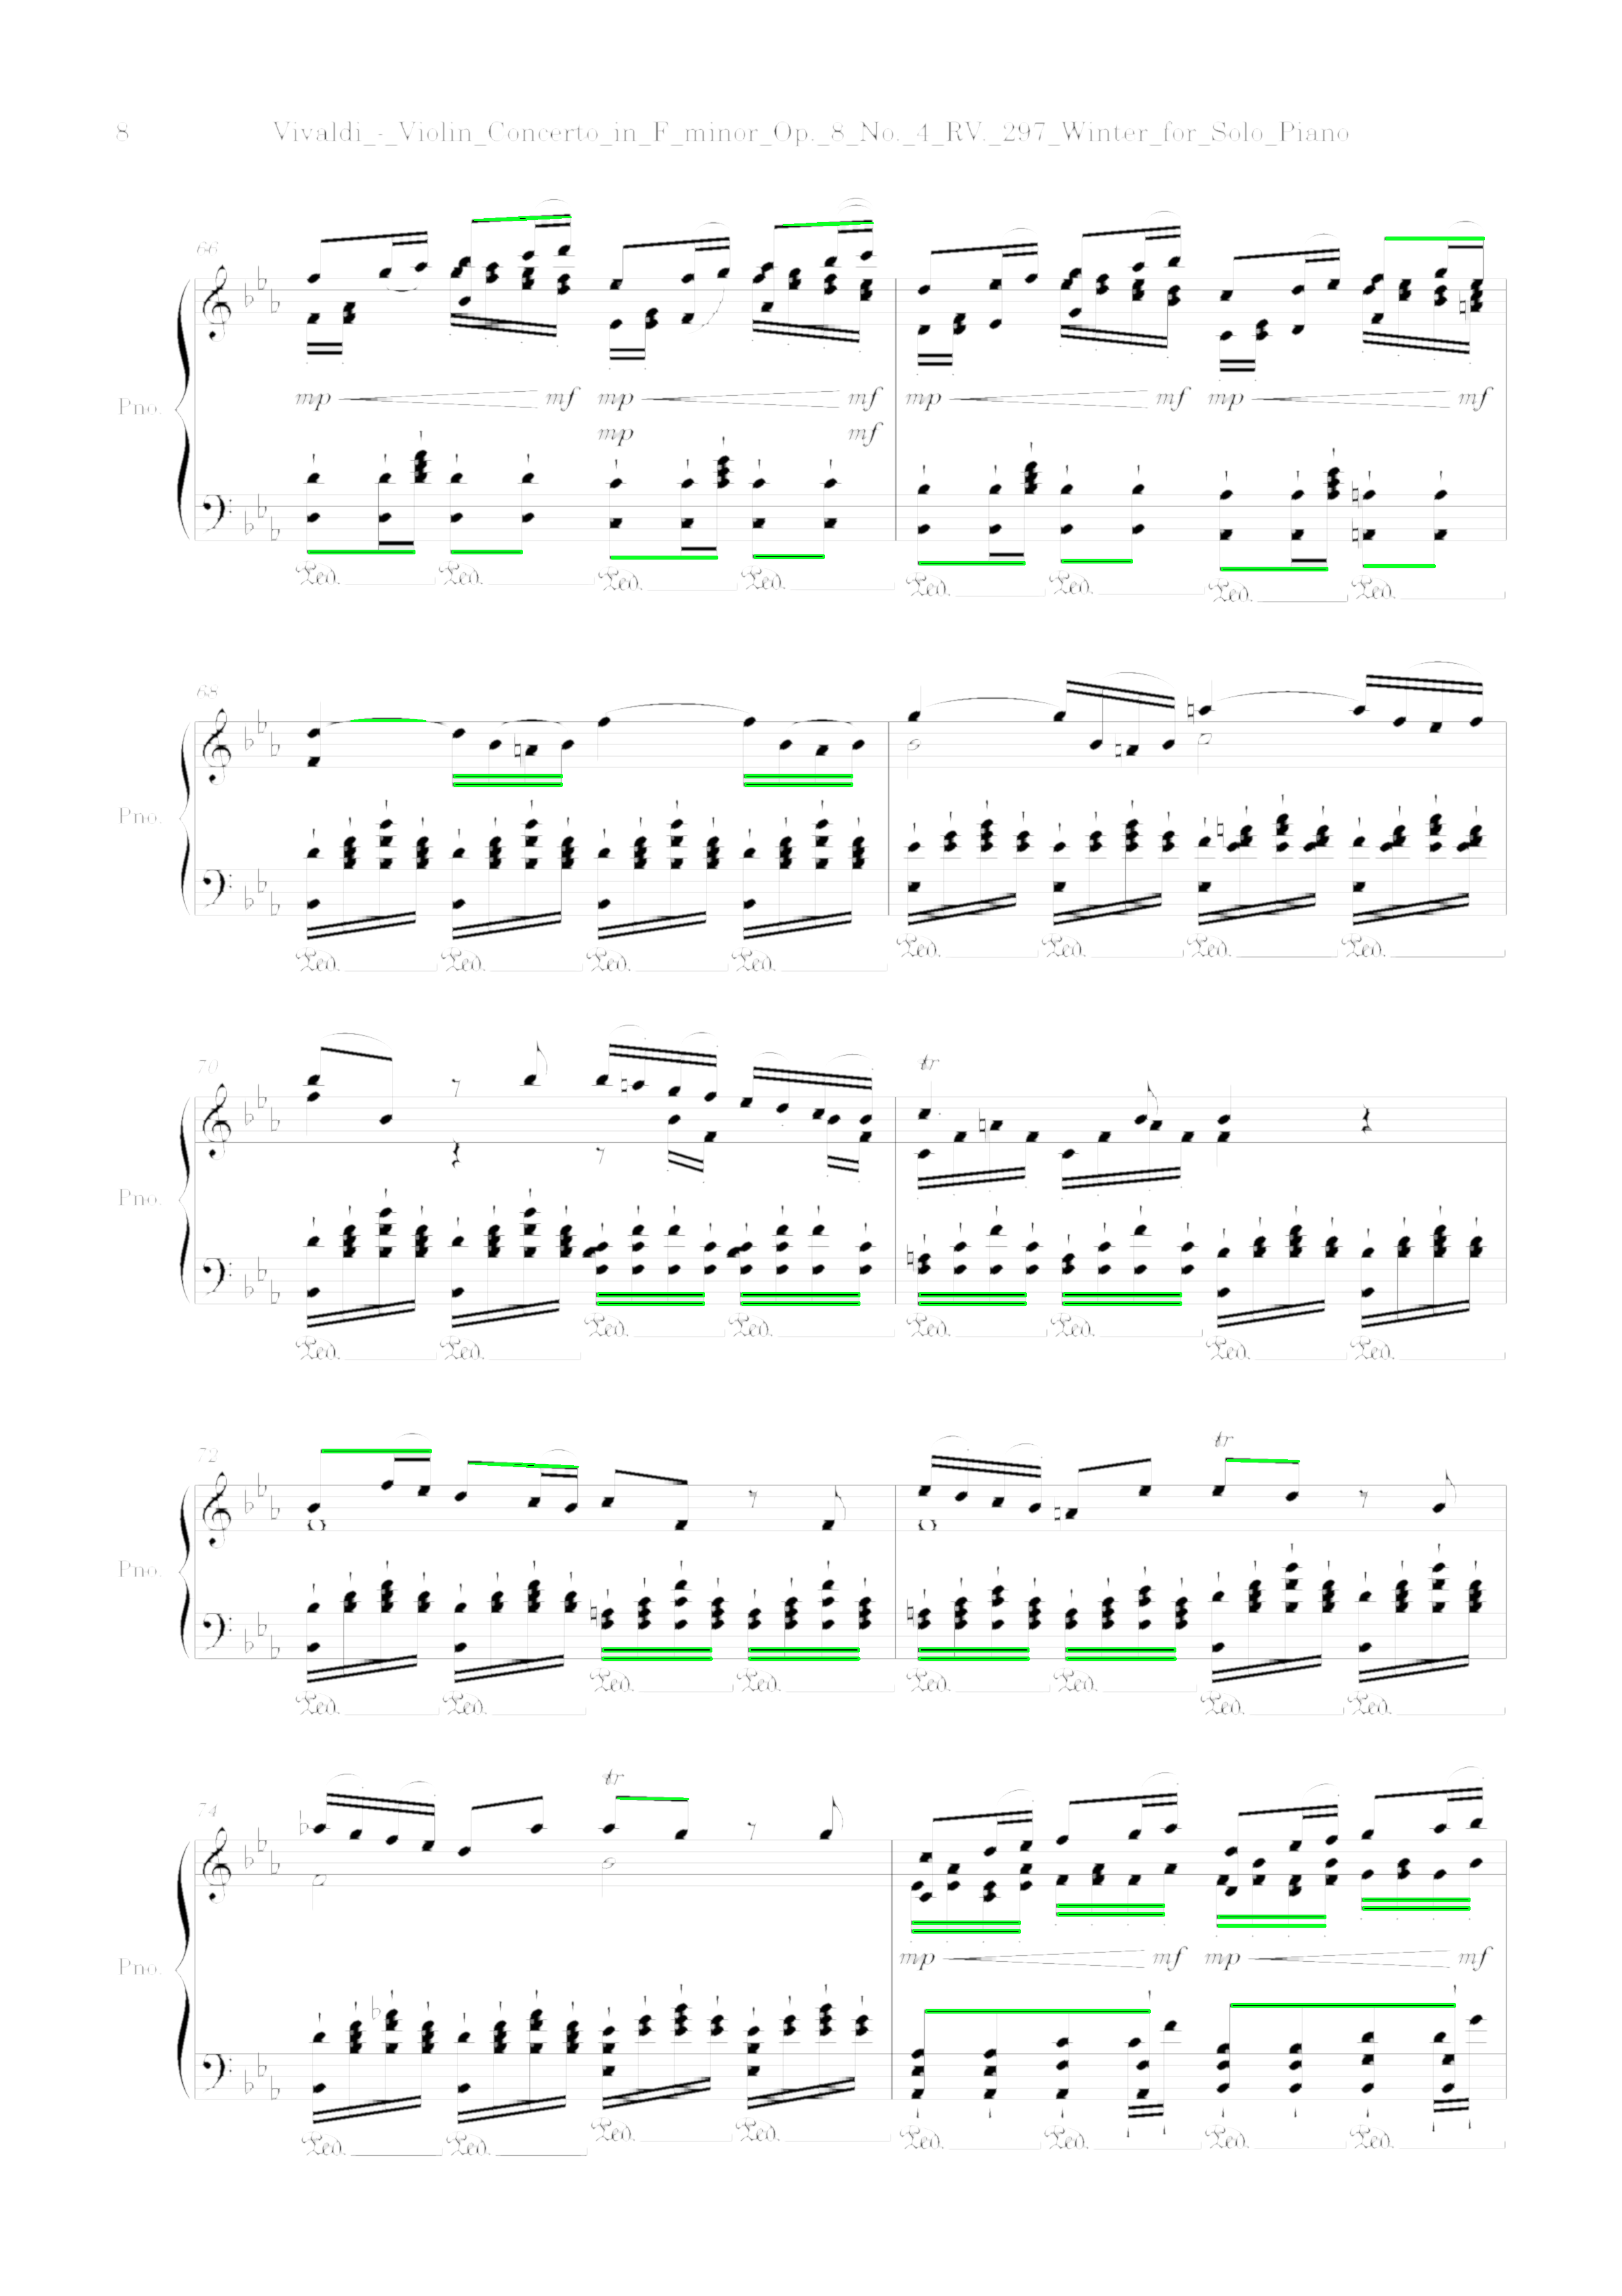 8 Vivaldi_-_Violin_Concerto_in_F_minor_Op._8_No._4_RV._297_Winter_for_Solo_Piano
66
Pno.
mp mf mp mf mp mf mp mf
mp mf
Ped. Ped. Ped. Ped. Ped. Ped. Ped. Ped.
68
Pno.
Ped. Ped. Ped. Ped. Ped. Ped. Ped. Ped.
70 tr
Pno.
Ped. Ped. Ped. Ped. Ped. Ped. Ped. Ped.
72 tr
Pno.
Ped. Ped. Ped. Ped. Ped. Ped. Ped. Ped.
74 tr
Pno.
mp mf mp mf
Ped. Ped. Ped. Ped. Ped. Ped. Ped. Ped.